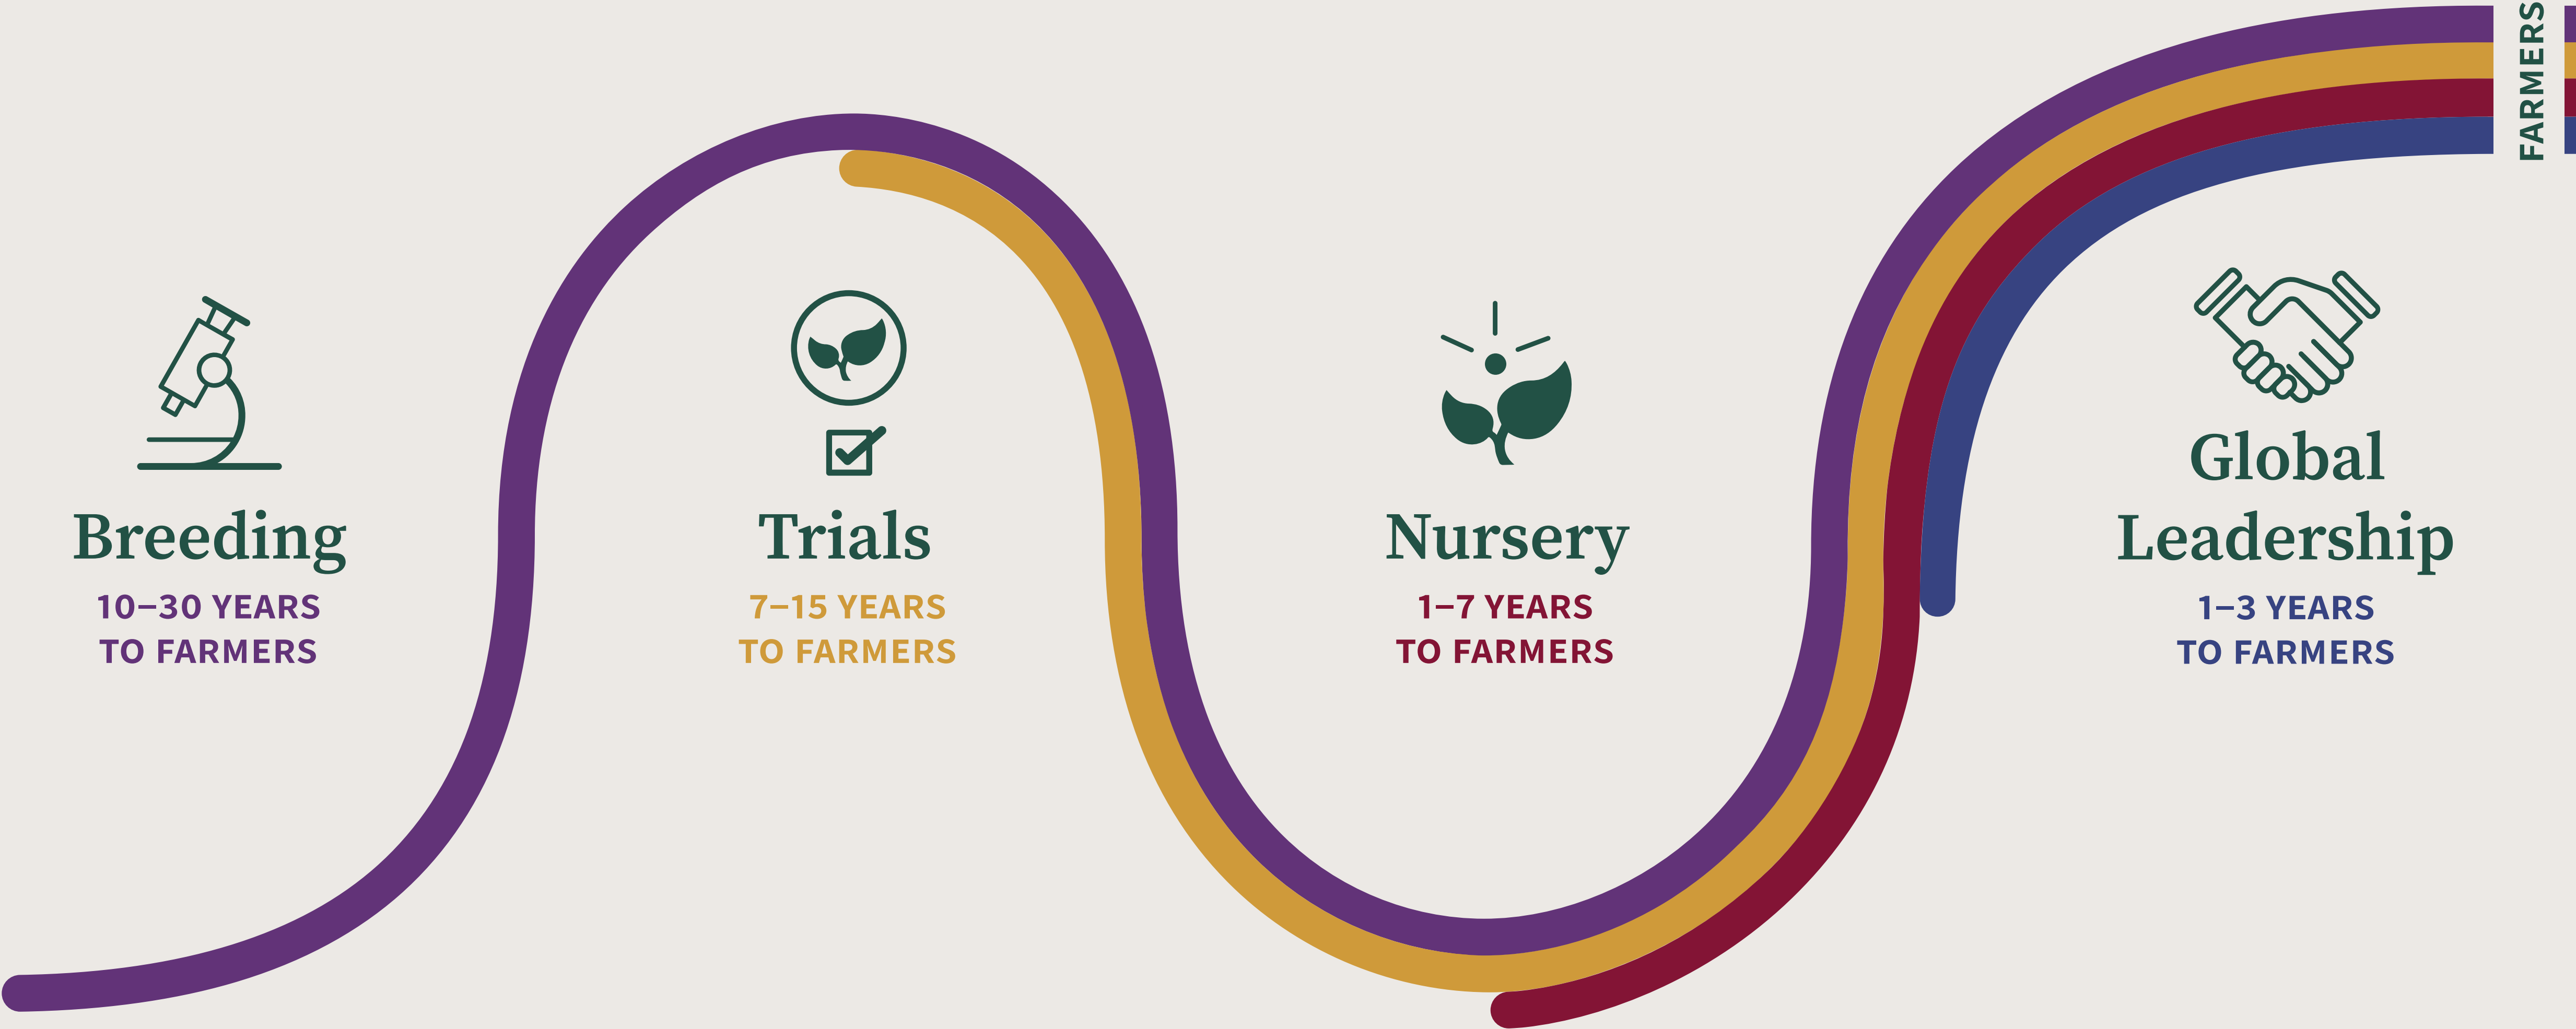 Breeding
10–30 YEARS
TO FARMERS
Trials
7–15 YEARS
TO FARMERS
Nursery
1–7 YEARS
TO FARMERS
Global
Leadership
1–3 YEARS
TO FARMERS
FARMERS